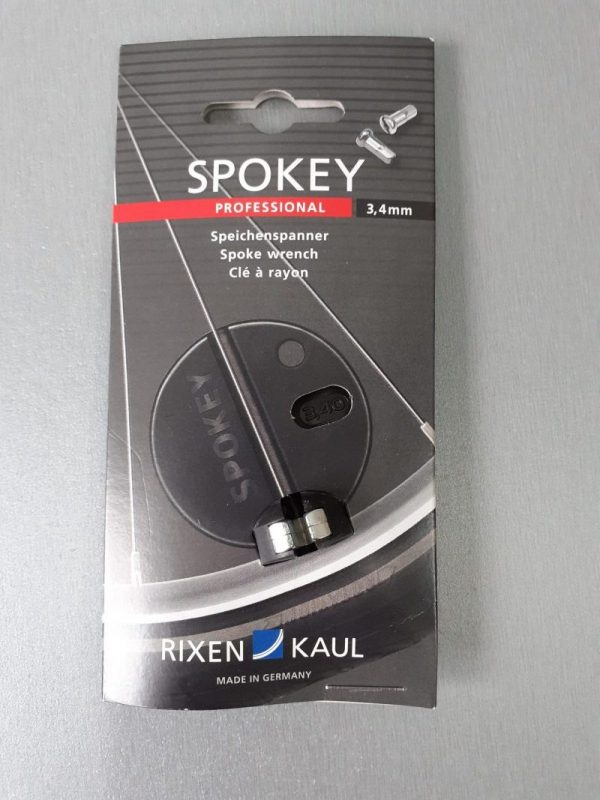 SPOKEY
PROFESSIONAL 3,4mm
Speichenspanner
Spoke wrench
Clé à rayon
3,40
SPOKEY
RIXEN KAUL
MADE IN GERMANY